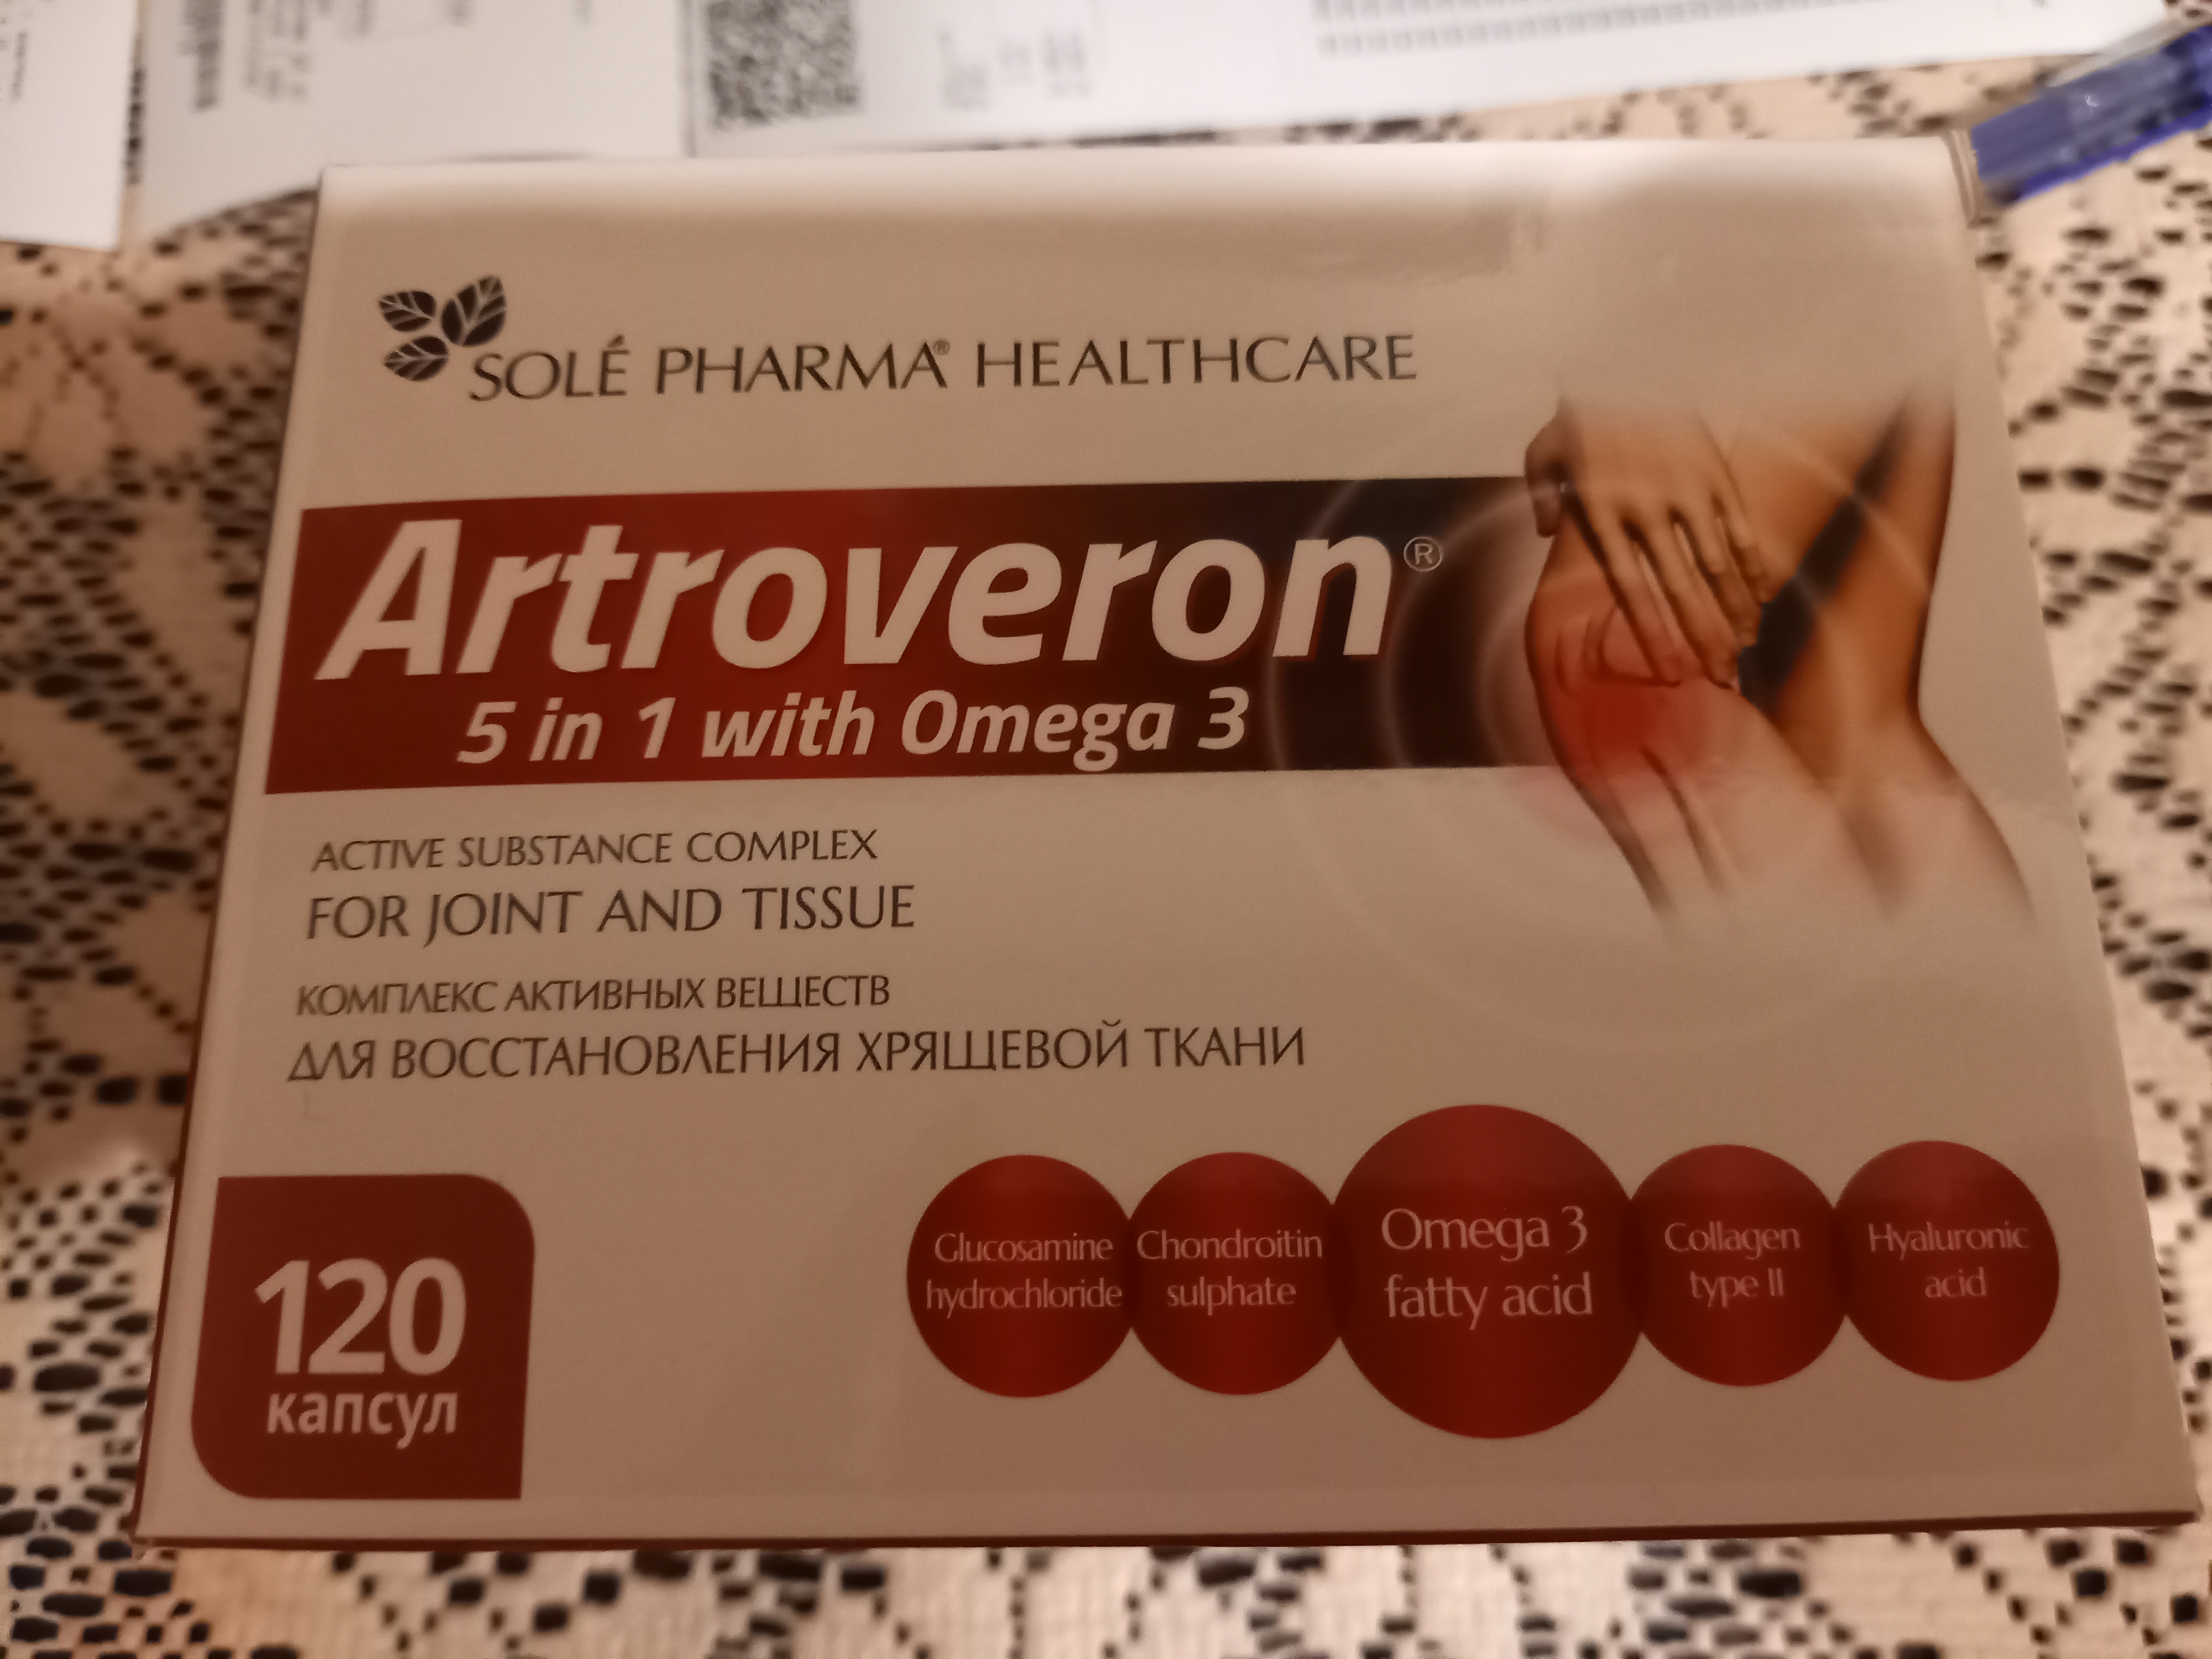 SOLÉ PHARMA® HEALTHCARE
Artroveron®
5 in 1 with Omega 3
ACTIVE SUBSTANCE COMPLEX
FOR JOINT AND TISSUE
КОМПЛЕКС АКТИВНЫХ ВЕЩЕСТВ
ДЛЯ ВОССТАНОВЛЕНИЯ ХРЯЩЕВОЙ ТКАНИ
120
капсул
Glucosamine
hydrochloride
Chondroitin
sulphate
Omega 3
fatty acid
Collagen
type II
Hyaluronic
acid